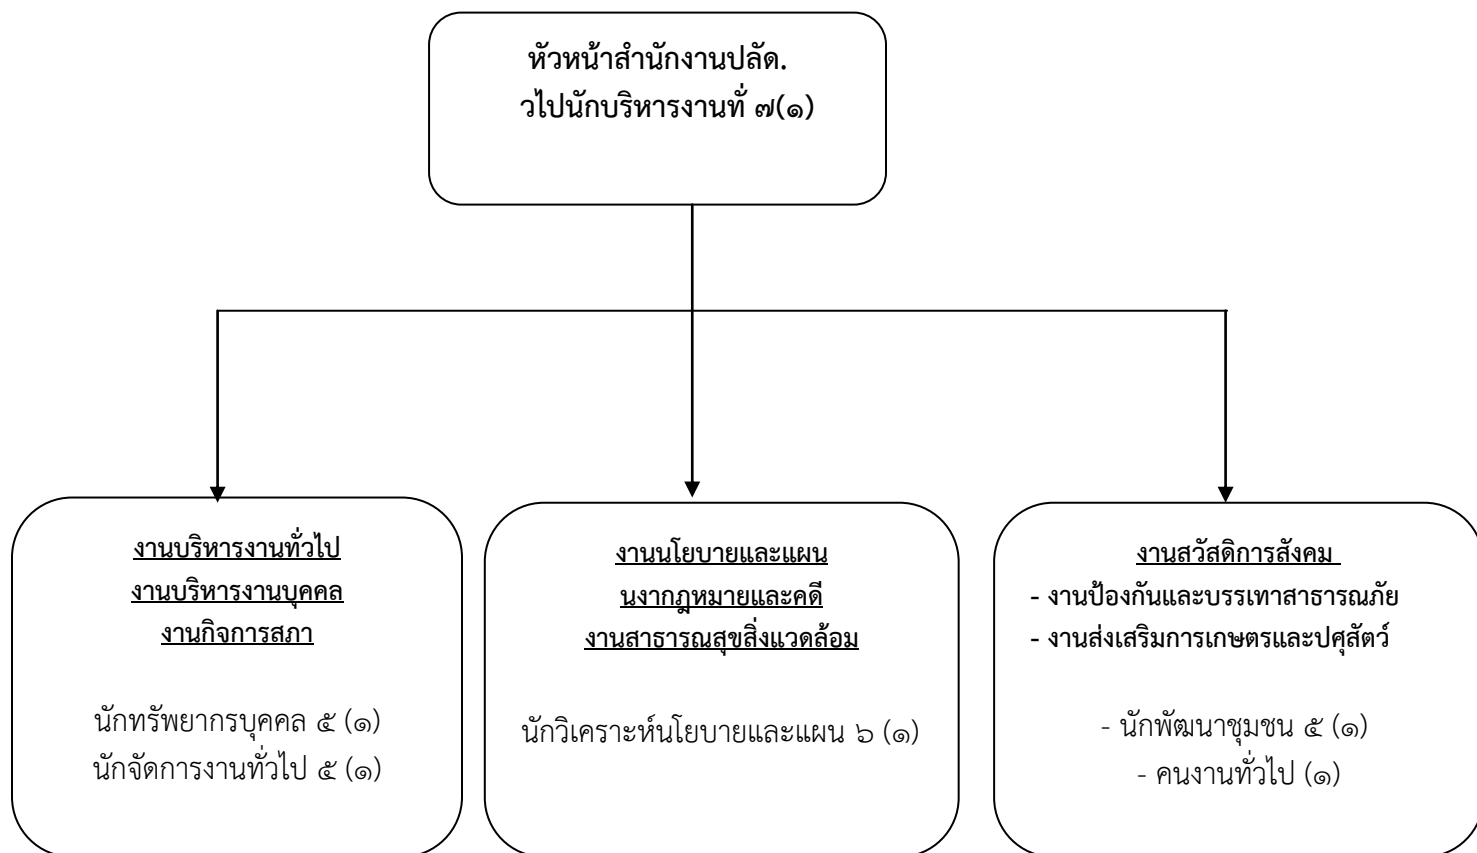 หัวหน้าสำนักงานปลัด.
วไปนักบริหารงานทั่ ๗(๑)
งานบริหารงานทั่วไป
งานบริหารงานบุคคล
งานกิจการสภา
นักทรัพยากรบุคคล ๕ (๑)
นักจัดการงานทั่วไป ๕ (๑)
งานนโยบายและแผน
นงากฎหมายและคดี
งานสาธารณสุขสิ่งแวดล้อม
นักวิเคราะห์นโยบายและแผน ๖ (๑)
งานสวัสดิการสังคม
- งานป้องกันและบรรเทาสาธารณภัย
- งานส่งเสริมการเกษตรและปศุสัตว์
- นักพัฒนาชุมชน ๕ (๑)
- คนงานทั่วไป (๑)